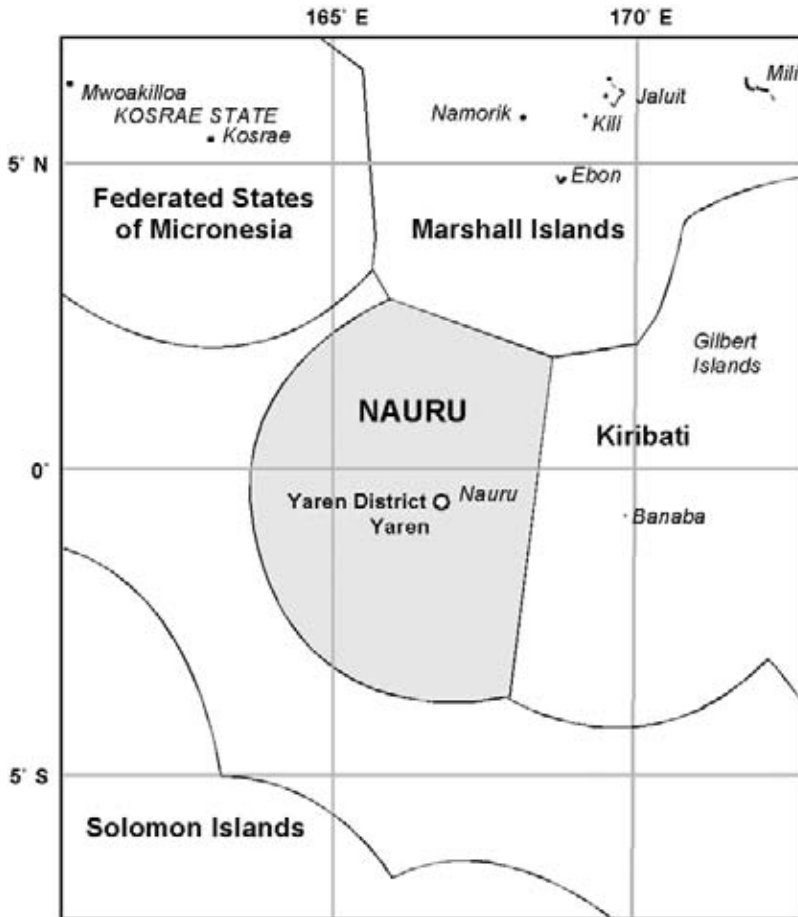 165° E
170° E
Mwoakilloa
KOSRAE STATE
Kosrae
Namorik
Jaluit
Kili
Mili
5° N
Ebon
Federated States
of Micronesia
Marshall Islands
Gilbert
Islands
NAURU
Kiribati
0°
Yaren District
Nauru
Yaren
Banaba
5° S
Solomon Islands